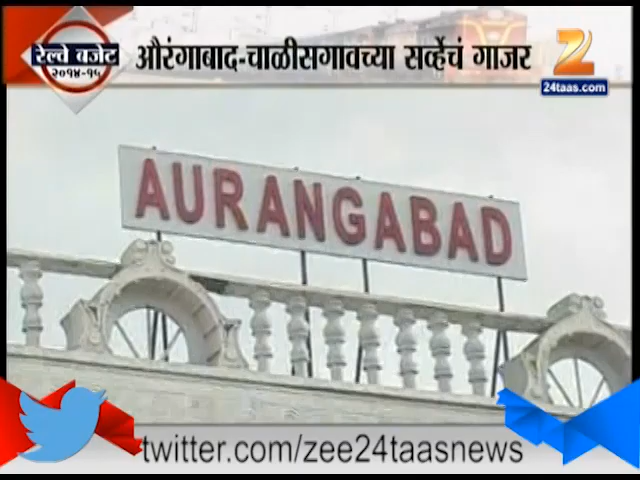 रेल्वे बजेट
२०१४-१५
औरंगाबाद-चाळीसगावच्या सर्व्हेचं गाजर
24taas.com
AURANGABAD
twitter.com/zee24taasnews